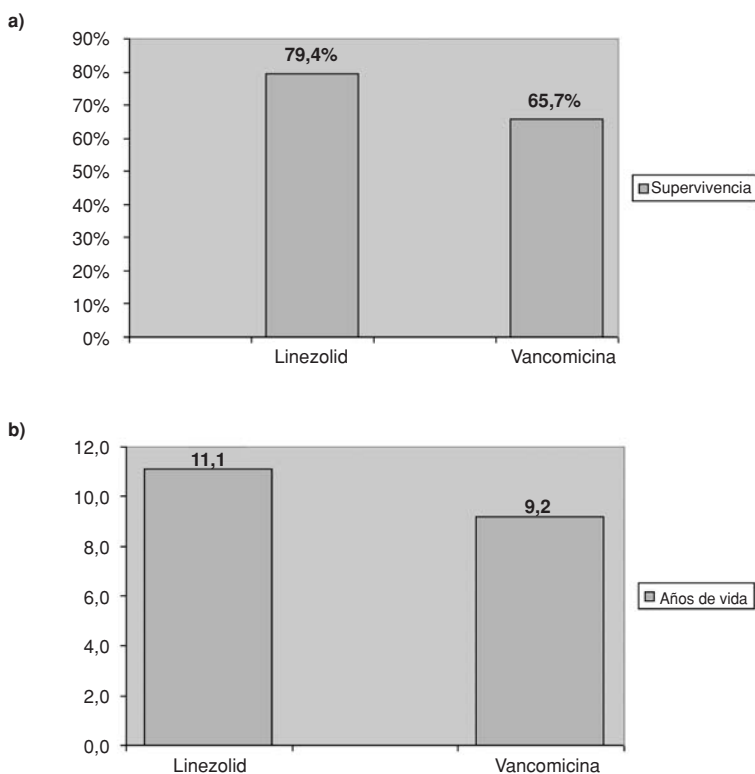 a)
90%
80%
70%
60%
50%
40%
30%
20%
10%
0%
79,4%
65,7%
Supervivencia
Linezolid
Vancomicina
b)
12,0
10,0
8,0
6,0
4,0
2,0
0,0
11,1
9,2
Años de vida
Linezolid
Vancomicina